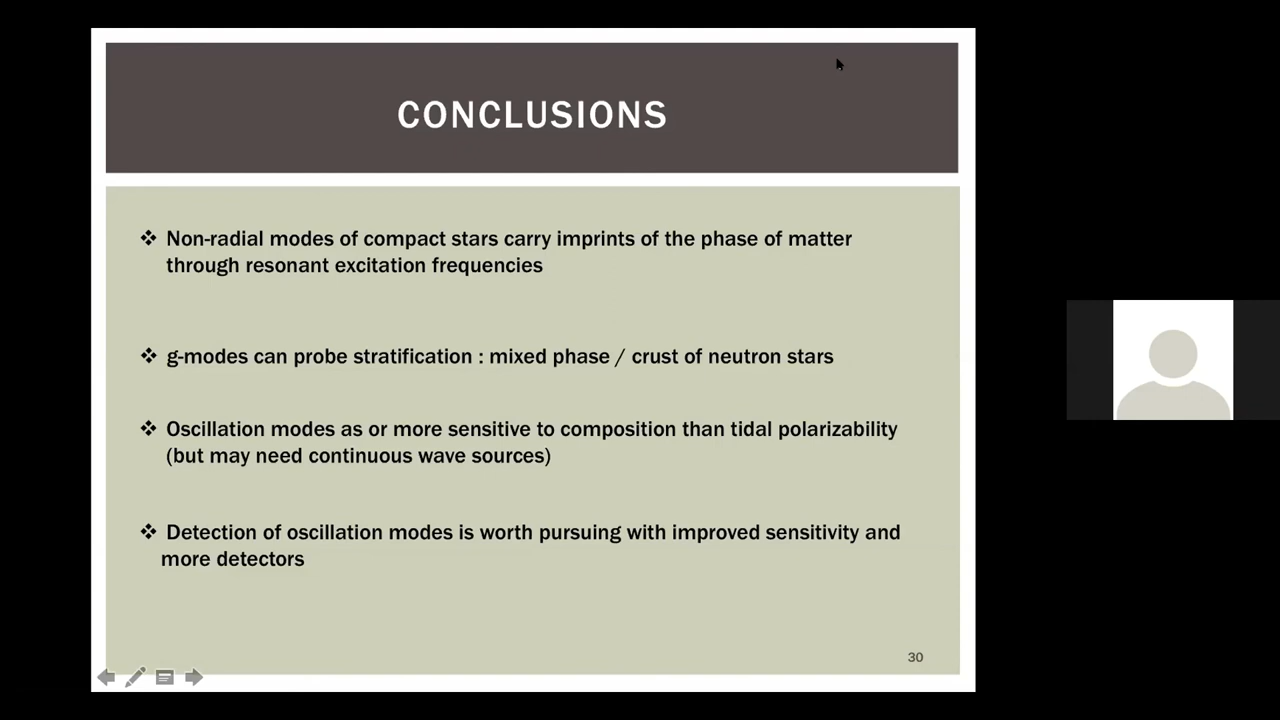 CONCLUSIONS
❖ Non-radial modes of compact stars carry imprints of the phase of matter
through resonant excitation frequencies
❖ g-modes can probe stratification : mixed phase / crust of neutron stars
❖ Oscillation modes as or more sensitive to composition than tidal polarizability
(but may need continuous wave sources)
❖ Detection of oscillation modes is worth pursuing with improved sensitivity and
more detectors
30